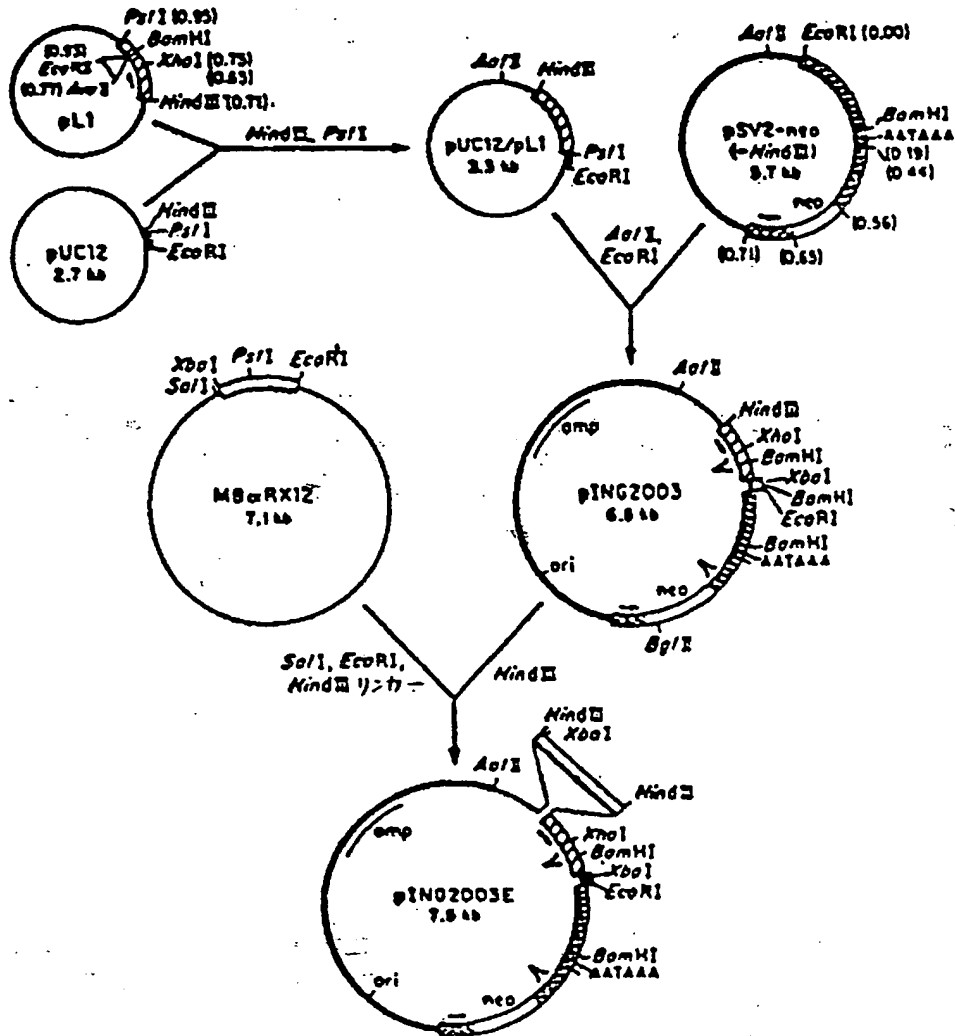 PstI (0.95)
BamHI
(0.93)
EcoRI
XhoI (0.75)
(0.83)
(0.77) AvaII
HindIII (0.71)
pL1
HindIII, PstI
pUC12
2.7 kb
HindIII
PstI
EcoRI
AatII
HindIII
pUC12/pL1
3.3 kb
PstI
EcoRI
AatII
EcoRI (0.00)
pSV2-neo
(-HindIII)
5.7 kb
BamHI
AATAAA
(0.19)
(0.44)
neo
(0.56)
(0.65)
(0.71)
AatII,
EcoRI
XbaI
SalI
PstI
EcoRI
M8αRX12
7.1 kb
AatII
HindIII
XhoI
BamHI
XbaI
BamHI
EcoRI
BamHI
AATAAA
amp
pING2003
6.8 kb
ori
neo
BglII
SalI, EcoRI,
HindIII リンカー
HindIII
HindIII
XbaI
HindIII
AatII
amp
XhoI
BamHI
XbaI
EcoRI
pING2003E
7.8 kb
BamHI
AATAAA
ori
neo